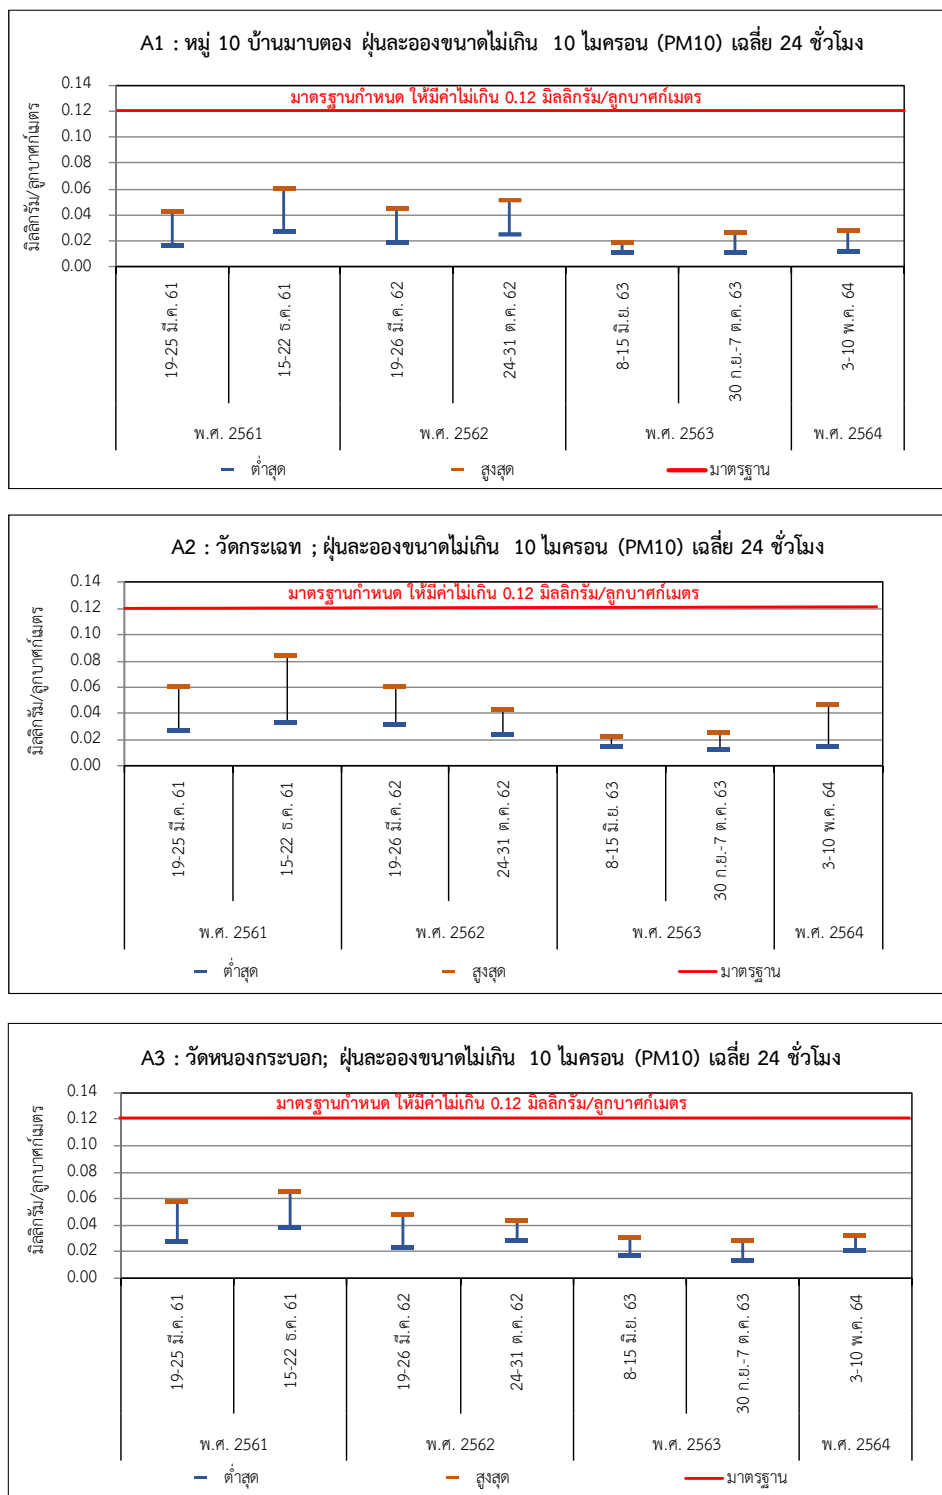 A1 : หมู่ 10 บ้านมาบตอง ฝุ่นละอองขนาดไม่เกิน 10 ไมครอน (PM10) เฉลี่ย 24 ชั่วโมง
มาตรฐานกำหนด ให้มีค่าไม่เกิน 0.12 มิลลิกรัม/ลูกบาศก์เมตร
มิลลิกรัม/ลูกบาศก์เมตร
0.14
0.12
0.10
0.08
0.06
0.04
0.02
0.00
19-25 มี.ค. 61
15-22 ธ.ค. 61
19-26 มี.ค. 62
24-31 ต.ค. 62
8-15 มิ.ย. 63
30 ก.ย.-7 ต.ค. 63
3-10 พ.ค. 64
พ.ศ. 2561 พ.ศ. 2562 พ.ศ. 2563 พ.ศ. 2564
ต่ำสุด สูงสุด มาตรฐาน
A2 : วัดกระเฉท ; ฝุ่นละอองขนาดไม่เกิน 10 ไมครอน (PM10) เฉลี่ย 24 ชั่วโมง
มาตรฐานกำหนด ให้มีค่าไม่เกิน 0.12 มิลลิกรัม/ลูกบาศก์เมตร
มิลลิกรัม/ลูกบาศก์เมตร
0.14
0.12
0.10
0.08
0.06
0.04
0.02
0.00
19-25 มี.ค. 61
15-22 ธ.ค. 61
19-26 มี.ค. 62
24-31 ต.ค. 62
8-15 มิ.ย. 63
30 ก.ย.-7 ต.ค. 63
3-10 พ.ค. 64
พ.ศ. 2561 พ.ศ. 2562 พ.ศ. 2563 พ.ศ. 2564
ต่ำสุด สูงสุด มาตรฐาน
A3 : วัดหนองกระบอก; ฝุ่นละอองขนาดไม่เกิน 10 ไมครอน (PM10) เฉลี่ย 24 ชั่วโมง
มาตรฐานกำหนด ให้มีค่าไม่เกิน 0.12 มิลลิกรัม/ลูกบาศก์เมตร
มิลลิกรัม/ลูกบาศก์เมตร
0.14
0.12
0.10
0.08
0.06
0.04
0.02
0.00
19-25 มี.ค. 61
15-22 ธ.ค. 61
19-26 มี.ค. 62
24-31 ต.ค. 62
8-15 มิ.ย. 63
30 ก.ย.-7 ต.ค. 63
3-10 พ.ค. 64
พ.ศ. 2561 พ.ศ. 2562 พ.ศ. 2563 พ.ศ. 2564
ต่ำสุด สูงสุด มาตรฐาน